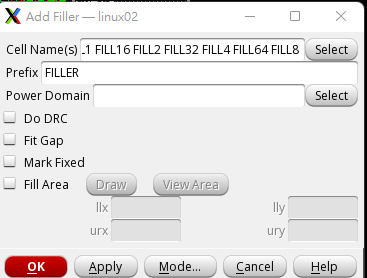 Add Filler — linux02
Cell Name(s) .1 FILL16 FILL2 FILL32 FILL4 FILL64 FILL8 Select
Prefix FILLER
Power Domain Select
Do DRC
Fit Gap
Mark Fixed
Fill Area Draw View Area
llx lly
urx ury
OK Apply Mode... Cancel Help